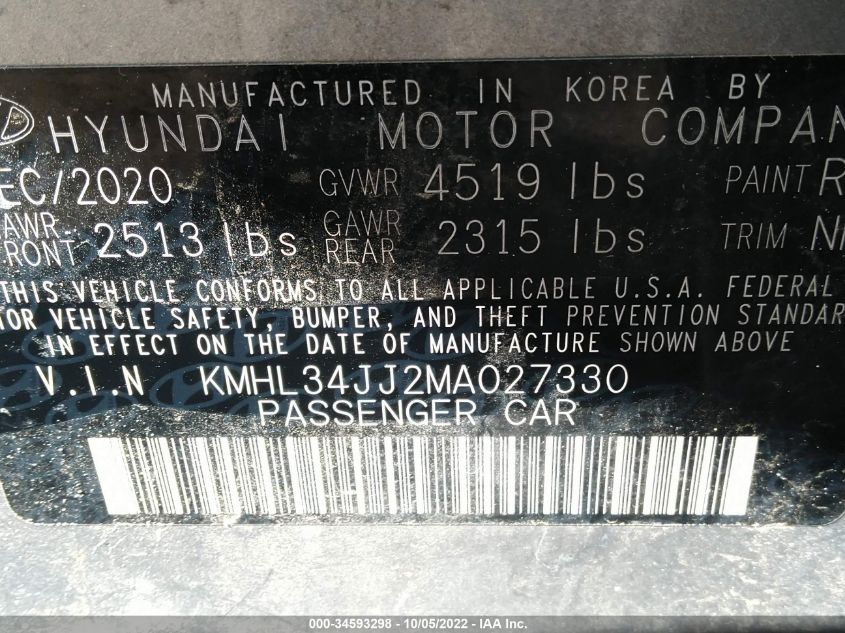 MANUFACTURED IN KOREA BY
HYUNDAI MOTOR COMPAN
EC/2020 GVWR 4519 lbs PAINT R
AWR FRONT 2513 lbs GAWR REAR 2315 lbs TRIM N
THIS VEHICLE CONFORMS TO ALL APPLICABLE U.S.A. FEDERAL
TOR VEHICLE SAFETY, BUMPER, AND THEFT PREVENTION STANDAR
IN EFFECT ON THE DATE OF MANUFACTURE SHOWN ABOVE
V.I.N KMHL34JJ2MA027330
PASSENGER CAR
000-34593298 - 10/05/2022 - IAA Inc.